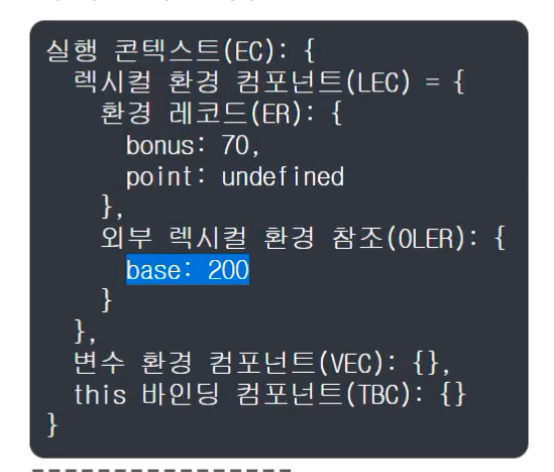 실행 콘텍스트(EC): {
렉시컬 환경 컴포넌트(LEC) = {
환경 레코드(ER): {
bonus: 70,
point: undefined
},
외부 렉시컬 환경 참조(OLER): {
base: 200
}
},
변수 환경 컴포넌트(VEC): {},
this 바인딩 컴포넌트(TBC): {}
}
-----------------